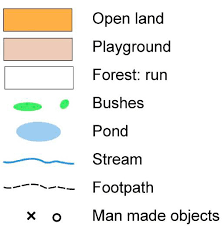 Open land
Playground
Forest: run
Bushes
Pond
Stream
Footpath
Man made objects